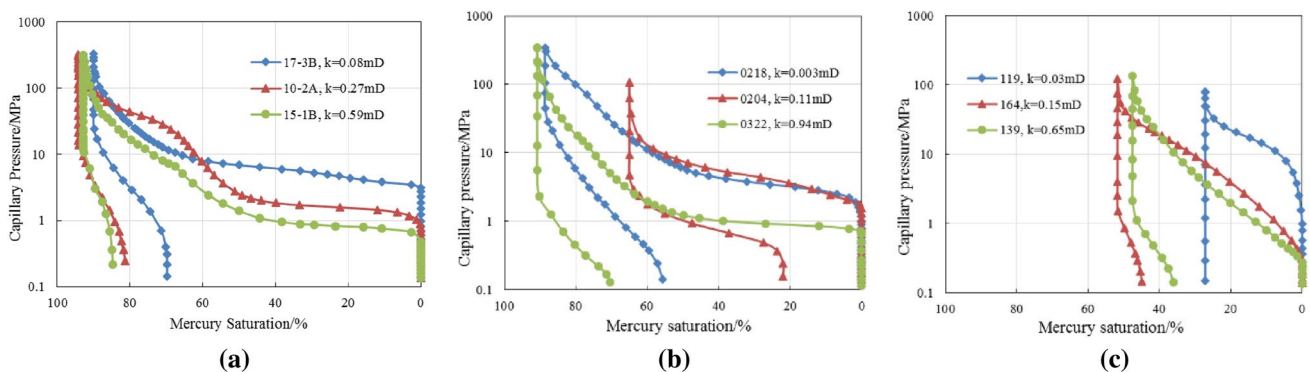 1000
100
10
1
0.1
Capillary Pressure/MPa
17-3B, k=0.08mD
10-2A, k=0.27mD
15-1B, k=0.59mD
100 80 60 40 20 0
Mercury Saturation/%
(a)
1000
100
10
1
0.1
Capillary pressure/MPa
0218, k=0.003mD
0204, k=0.11mD
0322, k=0.94mD
100 80 60 40 20 0
Mercury saturation/%
(b)
1000
100
10
1
0.1
Capillary pressure/MPa
119, k=0.03mD
164,k=0.15mD
139, k=0.65mD
100 80 60 40 20 0
Mercury saturation/%
(c)